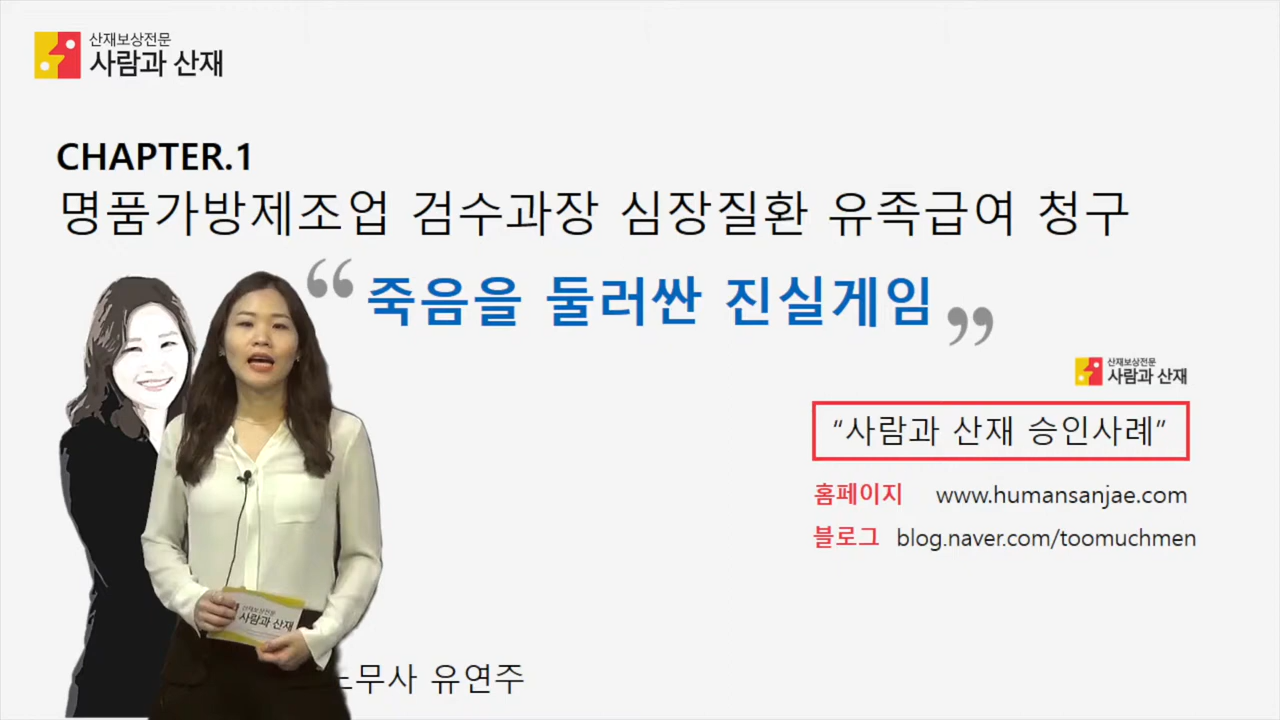 산재보상전문
사람과 산재
CHAPTER.1
명품가방제조업 검수과장 심장질환 유족급여 청구
“죽음을 둘러싼 진실게임”
산재보상전문
사람과 산재
“사람과 산재 승인사례”
홈페이지 www.humansanjae.com
블로그 blog.naver.com/toomuchmen
산재보상전문
사람과 산재
무사 유연주